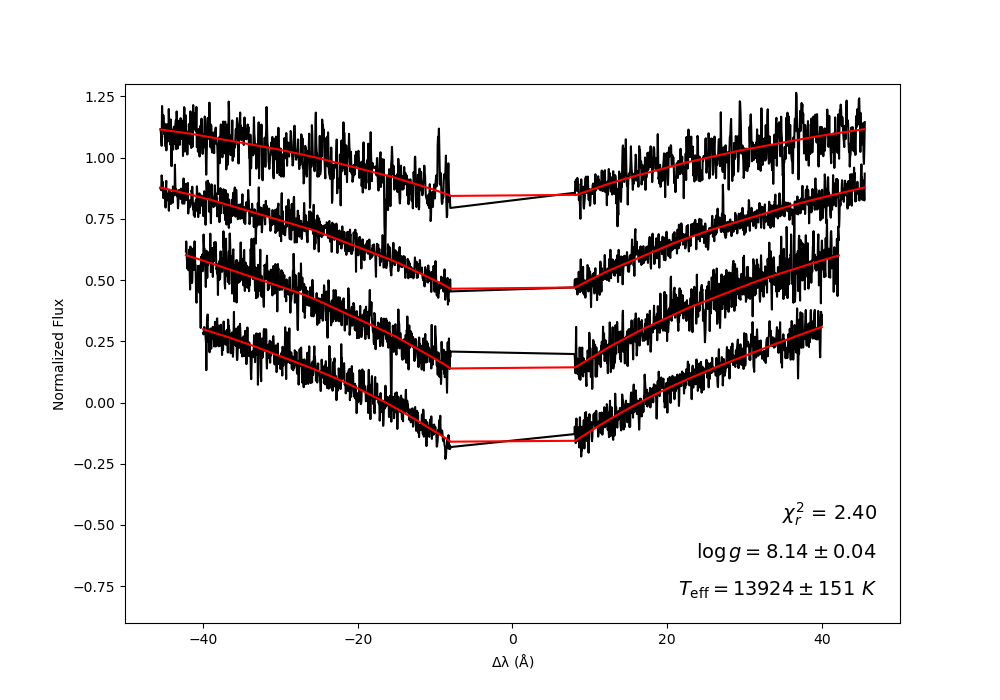 1.25
1.00
0.75
0.50
0.25
0.00
−0.25
−0.50
−0.75
Normalized Flux
χ²ᵣ = 2.40
log g = 8.14 ± 0.04
T_eff = 13924 ± 151 K
−40 −20 0 20 40
Δλ (Å)